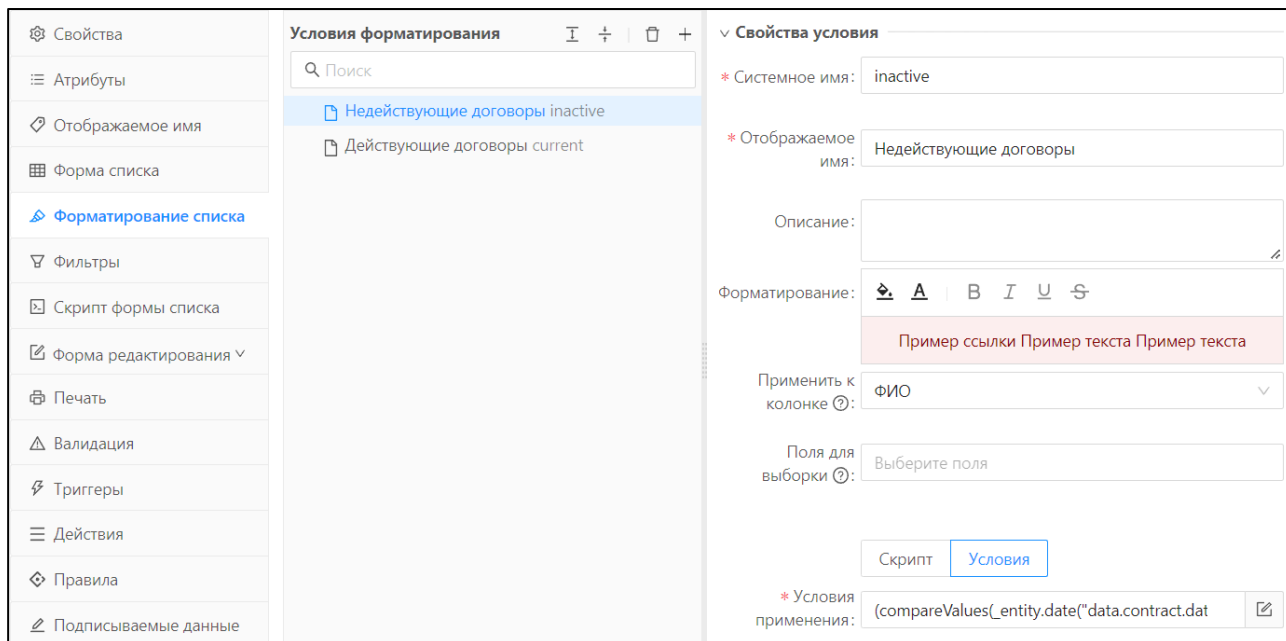 Свойства
Атрибуты
Отображаемое имя
Форма списка
Форматирование списка
Фильтры
Скрипт формы списка
Форма редактирования
Печать
Валидация
Триггеры
Действия
Правила
Подписываемые данные
Условия форматирования
Поиск
Недействующие договоры inactive
Действующие договоры current
Свойства условия
* Системное имя: inactive
* Отображаемое
имя: Недействующие договоры
Описание:
Форматирование: A B I U S
Пример ссылки Пример текста Пример текста
Применить к
колонке ?: ФИО
Поля для
выборки ?: Выберите поля
Скрипт Условия
* Условия
применения: (compareValues(_entity.date("data.contract.dat